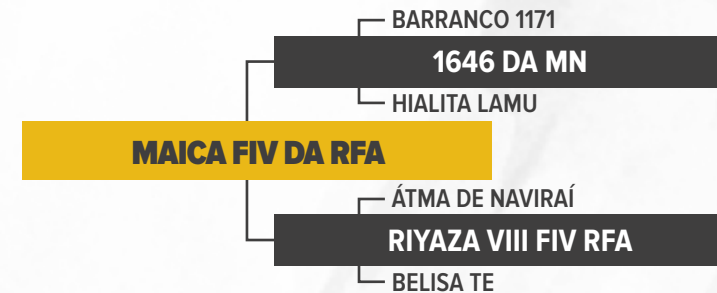 BARRANCO 1171
1646 DA MN
HIALITA LAMU
MAICA FIV DA RFA
ÁTMA DE NAVIRAÍ
RIYAZA VIII FIV RFA
BELISA TE